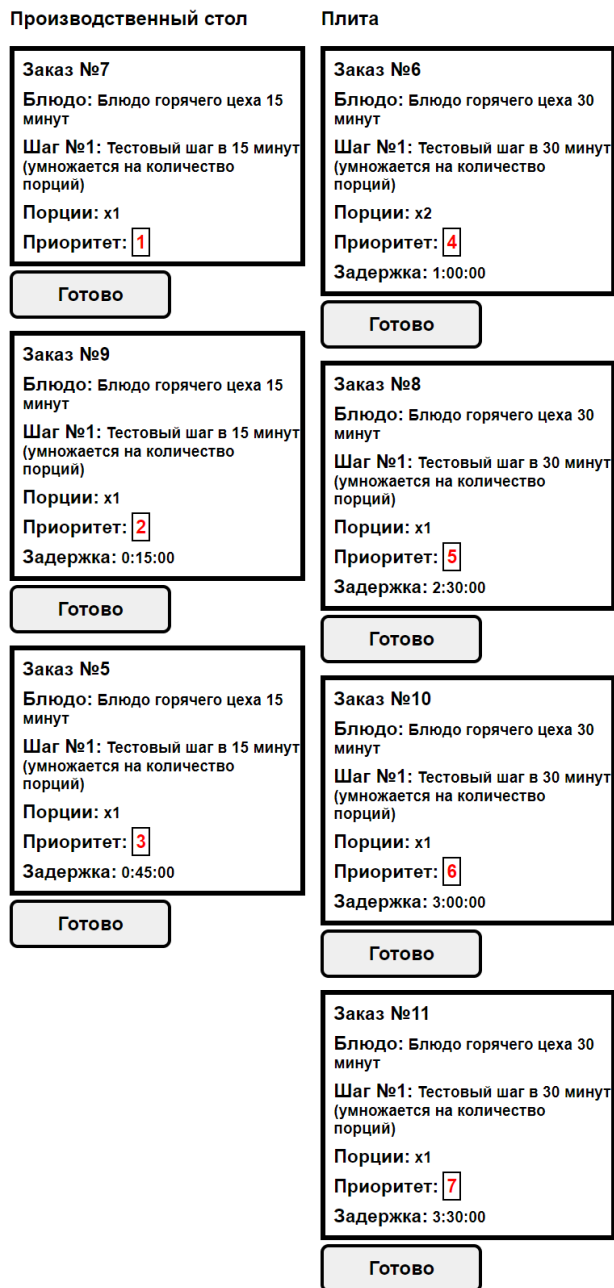 Производственный стол
Заказ №7
Блюдо: Блюдо горячего цеха 15
минут
Шаг №1: Тестовый шаг в 15 минут
(умножается на количество
порций)
Порции: x1
Приоритет: 1
Готово
Заказ №9
Блюдо: Блюдо горячего цеха 15
минут
Шаг №1: Тестовый шаг в 15 минут
(умножается на количество
порций)
Порции: x1
Приоритет: 2
Задержка: 0:15:00
Готово
Заказ №5
Блюдо: Блюдо горячего цеха 15
минут
Шаг №1: Тестовый шаг в 15 минут
(умножается на количество
порций)
Порции: x1
Приоритет: 3
Задержка: 0:45:00
Готово
Плита
Заказ №6
Блюдо: Блюдо горячего цеха 30
минут
Шаг №1: Тестовый шаг в 30 минут
(умножается на количество
порций)
Порции: x2
Приоритет: 4
Задержка: 1:00:00
Готово
Заказ №8
Блюдо: Блюдо горячего цеха 30
минут
Шаг №1: Тестовый шаг в 30 минут
(умножается на количество
порций)
Порции: x1
Приоритет: 5
Задержка: 2:30:00
Готово
Заказ №10
Блюдо: Блюдо горячего цеха 30
минут
Шаг №1: Тестовый шаг в 30 минут
(умножается на количество
порций)
Порции: x1
Приоритет: 6
Задержка: 3:00:00
Готово
Заказ №11
Блюдо: Блюдо горячего цеха 30
минут
Шаг №1: Тестовый шаг в 30 минут
(умножается на количество
порций)
Порции: x1
Приоритет: 7
Задержка: 3:30:00
Готово